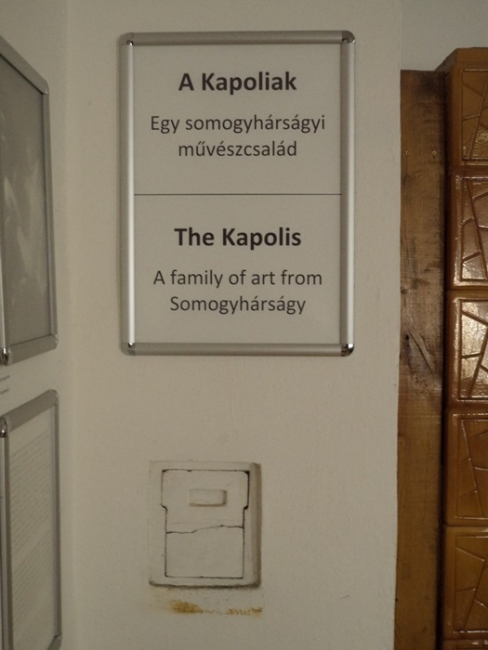 A Kapoliak
Egy somogyhárságyi
művészcsalád
The Kapolis
A family of art from
Somogyhárságy